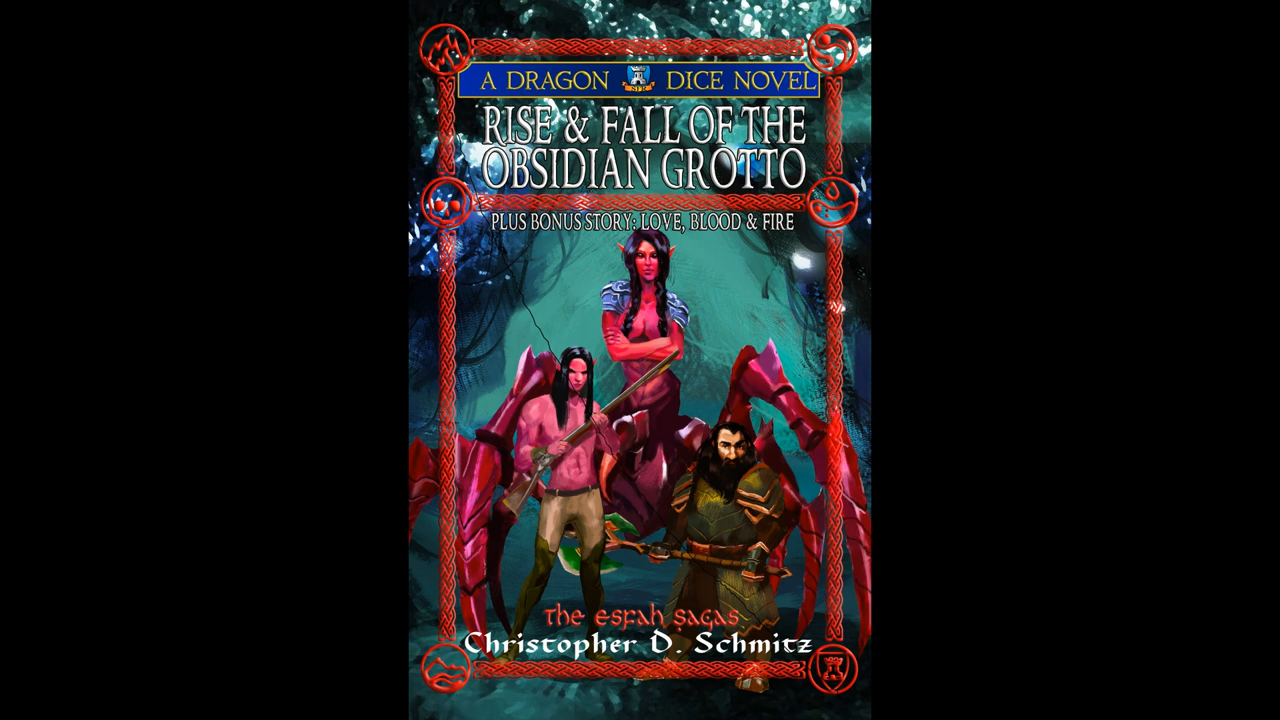 A DRAGON SFR DICE NOVEL
RISE & FALL OF THE
OBSIDIAN GROTTO
PLUS BONUS STORY: LOVE, BLOOD & FIRE
The Esfah Sagas
Christopher D. Schmitz